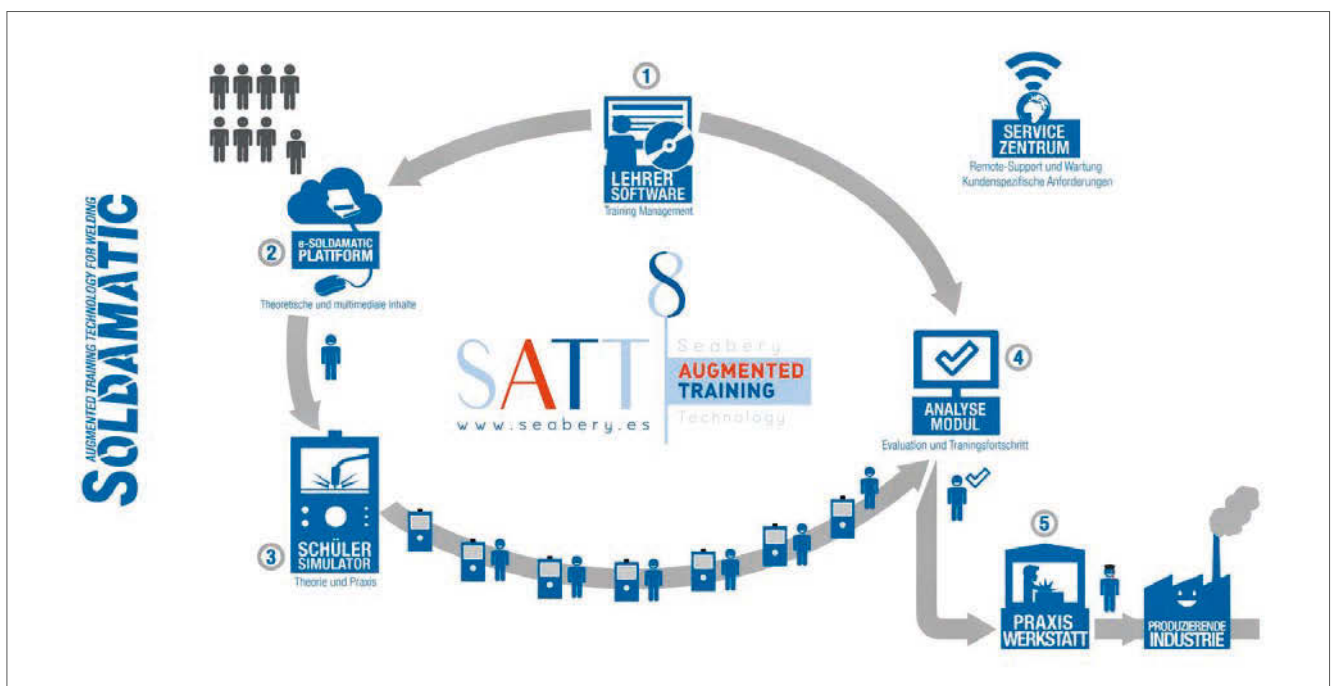 AUGMENTED TRAINING TECHNOLOGY FOR WELDING
SOLDAMATIC
1
LEHRER
SOFTWARE
Training Management
SERVICE
ZENTRUM
Remote-Support und Wartung
Kundenspezifische Anforderungen
2
e-SOLDAMATIC
PLATTFORM
Theoretische und multimediale Inhalte
SATT
www.seabery.es
Seabery
AUGMENTED
TRAINING
Technology
3
SCHÜLER
SIMULATOR
Theorie und Praxis
4
ANALYSE
MODUL
Evaluation und Traningsfortschritt
5
PRAXIS
WERKSTATT
PRODUZIERENDE
INDUSTRIE